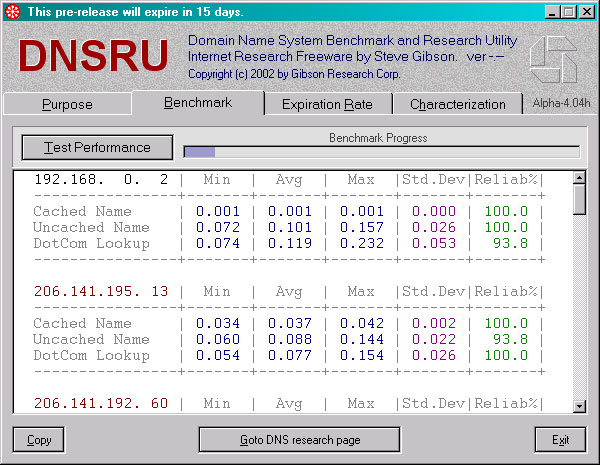 This pre-release will expire in 15 days.
DNSRU
Domain Name System Benchmark and Research Utility
Internet Research Freeware by Steve Gibson. ver -.--
Copyright (c) 2002 by Gibson Research Corp.
Purpose Benchmark Expiration Rate Characterization Alpha-4.04h
Test Performance
Benchmark Progress
192.168.  0.  2 |  Min  |  Avg  |  Max  |Std.Dev|Reliab%|
----------------+-------+-------+-------+-------+-------+
Cached Name     | 0.001 | 0.001 | 0.001 | 0.000 | 100.0 |
Uncached Name   | 0.072 | 0.101 | 0.157 | 0.026 | 100.0 |
DotCom Lookup   | 0.074 | 0.119 | 0.232 | 0.053 |  93.8 |
----------------+-------+-------+-------+-------+-------+
206.141.195. 13 |  Min  |  Avg  |  Max  |Std.Dev|Reliab%|
----------------+-------+-------+-------+-------+-------+
Cached Name     | 0.034 | 0.037 | 0.042 | 0.002 | 100.0 |
Uncached Name   | 0.060 | 0.088 | 0.144 | 0.022 |  93.8 |
DotCom Lookup   | 0.054 | 0.077 | 0.154 | 0.026 | 100.0 |
----------------+-------+-------+-------+-------+-------+
206.141.192. 60 |  Min  |  Avg  |  Max  |Std.Dev|Reliab%|
Copy Goto DNS research page Exit